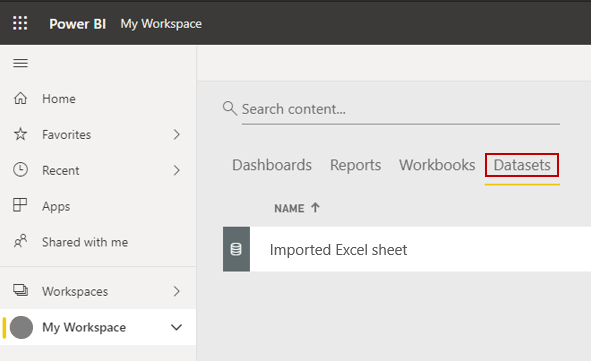 Power BI My Workspace
Home
Favorites
Recent
Apps
Shared with me
Workspaces
My Workspace
Search content...
Dashboards Reports Workbooks Datasets
NAME
Imported Excel sheet